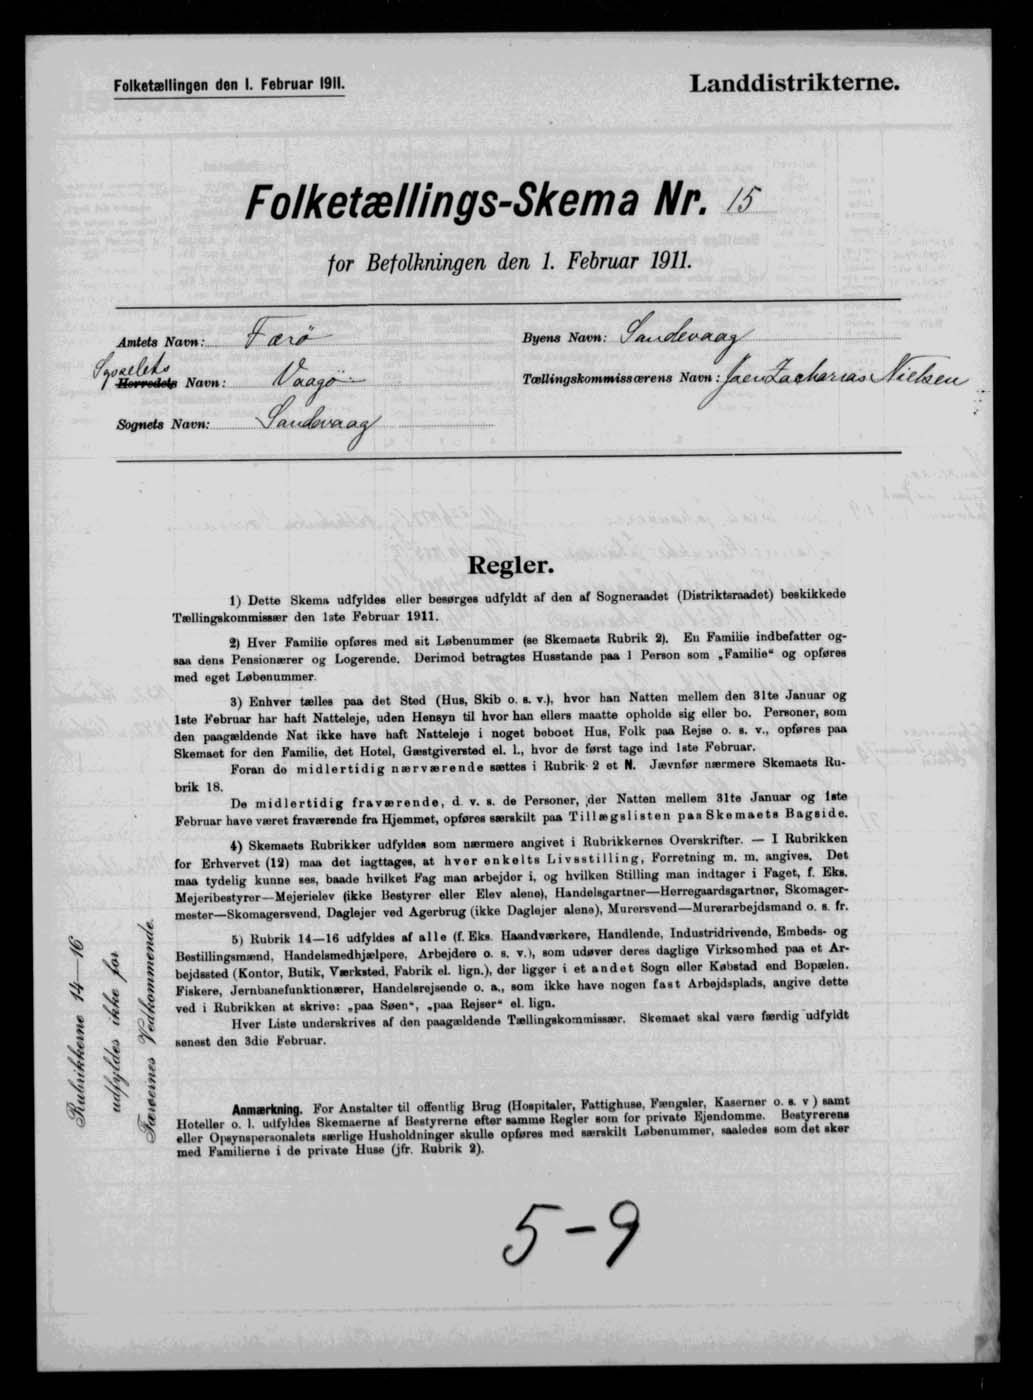 Folketællingen den 1. Februar 1911.
Landdistrikterne.
Folketællings-Skema Nr. 15
for Befolkningen den 1. Februar 1911.
Amtets Navn: Færø
Byens Navn: Sandevaag
Sysselets
Herredets Navn: Vaagø
Tællingskommissærens Navn: Joen Zacharias Nielsen
Sognets Navn: Sandevaag
Regler.
1) Dette Skema udfyldes eller besørges udfyldt af den af Sogneraadet (Distriktsraadet) beskikkede
Tællingskommissær den 1ste Februar 1911.
2) Hver Familie opføres med sit Løbenummer (se Skemaets Rubrik 2). En Familie indbefatter og-
saa dens Pensionærer og Logerende. Derimod betragtes Husstande paa 1 Person som „Familie“ og opføres
med eget Løbenummer.
3) Enhver tælles paa det Sted (Hus, Skib o. s. v.), hvor han Natten mellem den 31te Januar og
1ste Februar har haft Natteleje, uden Hensyn til hvor han ellers maatte opholde sig eller bo. Personer, som
den paagældende Nat ikke have haft Natteleje i noget beboet Hus, Folk paa Rejse o. s. v., opføres paa
Skemaet for den Familie, det Hotel, Gæstgiversted el. l., hvor de først tage ind 1ste Februar.
Foran de midlertidig nærværende sættes i Rubrik 2 et N. Jævnfør nærmere Skemaets Ru-
brik 18.
De midlertidig fraværende, d. v. s. de Personer, der Natten mellem 31te Januar og 1ste
Februar have været fraværende fra Hjemmet, opføres særskilt paa Tillægslisten paa Skemaets Bagside.
4) Skemaets Rubrikker udfyldes som nærmere angivet i Rubrikkernes Overskrifter. — I Rubrikken
for Erhvervet (12) maa det iagttages, at hver enkelts Livsstilling, Forretning m. m. angives. Det
maa tydelig kunne ses, baade hvilket Fag man arbejder i, og hvilken Stilling man indtager i Faget, f. Eks.
Mejeribestyrer—Mejerielev (ikke Bestyrer eller Elev alene), Handelsgartner—Herregaardsgartner, Skomager-
mester—Skomagersvend, Daglejer ved Agerbrug (ikke Daglejer alene), Murersvend—Murerarbejdsmand o. s. fr.
5) Rubrik 14—16 udfyldes af alle (f. Eks. Haandværkere, Handlende, Industridrivende, Embeds- og
Bestillingsmænd, Handelsmedhjælpere, Arbejdere o. s. v.), som udøver deres daglige Virksomhed paa et Ar-
bejdssted (Kontor, Butik, Værksted, Fabrik el. lign.), der ligger i et andet Sogn eller Købstad end Bopælen.
Fiskere, Jernbanefunktionærer, Handelsrejsende o. a., som ikke have nogen fast Arbejdsplads, angive dette
ved i Rubrikken at skrive: „paa Søen“, „paa Rejser“ el. lign.
Hver Liste underskrives af den paagældende Tællingskommissær. Skemaet skal være færdig udfyldt
senest den 3die Februar.
Rubrikkerne 14—16
udfyldes ikke for
Færøernes Vedkommende.
Anmærkning. For Anstalter til offentlig Brug (Hospitaler, Fattighuse, Fængsler, Kaserner o. s. v) samt
Hoteller o. l. udfyldes Skemaerne af Bestyrerne efter samme Regler som for private Ejendomme. Bestyrerens
eller Opsynspersonalets særlige Husholdninger skulle opføres med særskilt Løbenummer, saaledes som det sker
med Familierne i de private Huse (jfr. Rubrik 2).
5-9